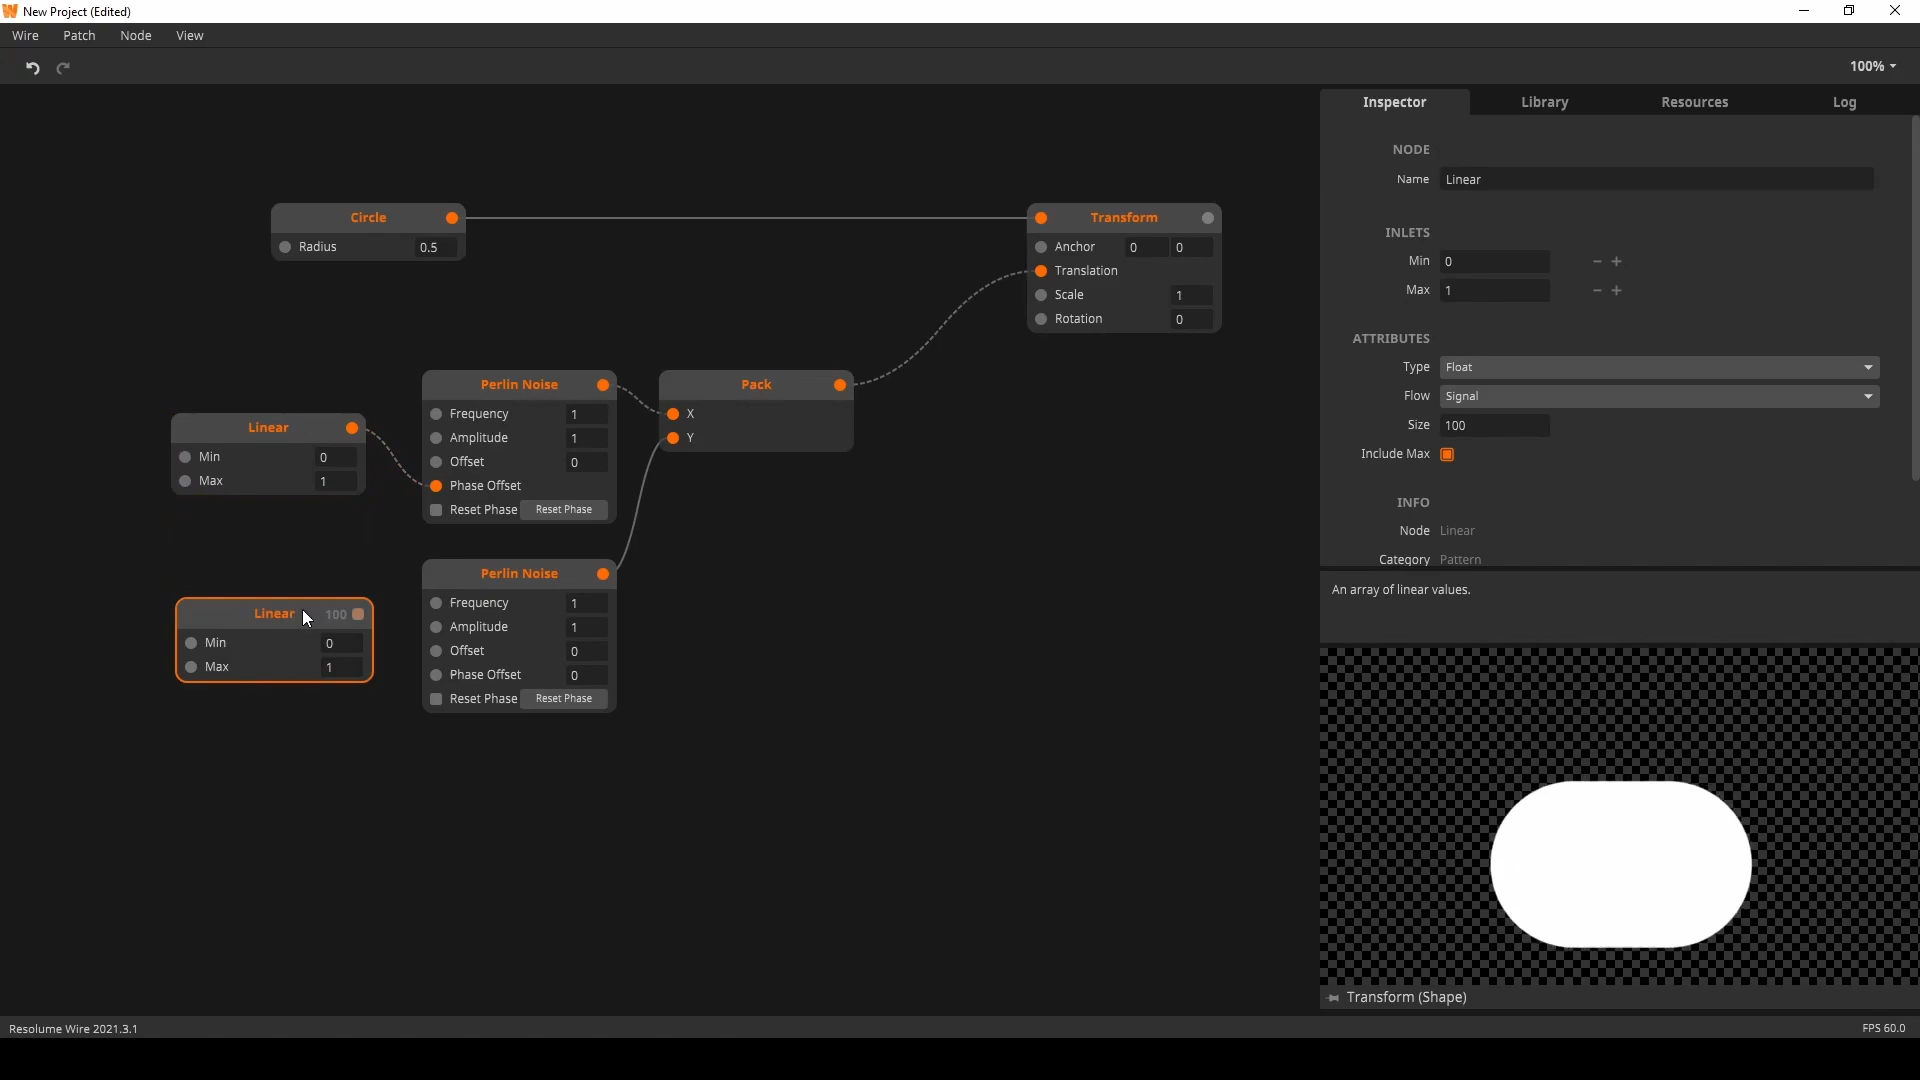 New Project (Edited)
Wire Patch Node View
100%
Inspector Library Resources Log
NODE
Name Linear
INLETS
Min 0
Max 1
ATTRIBUTES
Type Float
Flow Signal
Size 100
Include Max
INFO
Node Linear
Category Pattern
An array of linear values.
Transform (Shape)
Circle
Radius 0.5
Transform
Anchor 0 0
Translation
Scale 1
Rotation 0
Perlin Noise
Frequency 1
Amplitude 1
Offset 0
Phase Offset
Reset Phase Reset Phase
Pack
X
Y
Linear
Min 0
Max 1
Perlin Noise
Frequency 1
Amplitude 1
Offset 0
Phase Offset 0
Reset Phase Reset Phase
Linear 100
Min 0
Max 1
Resolume Wire 2021.3.1
FPS 60.0